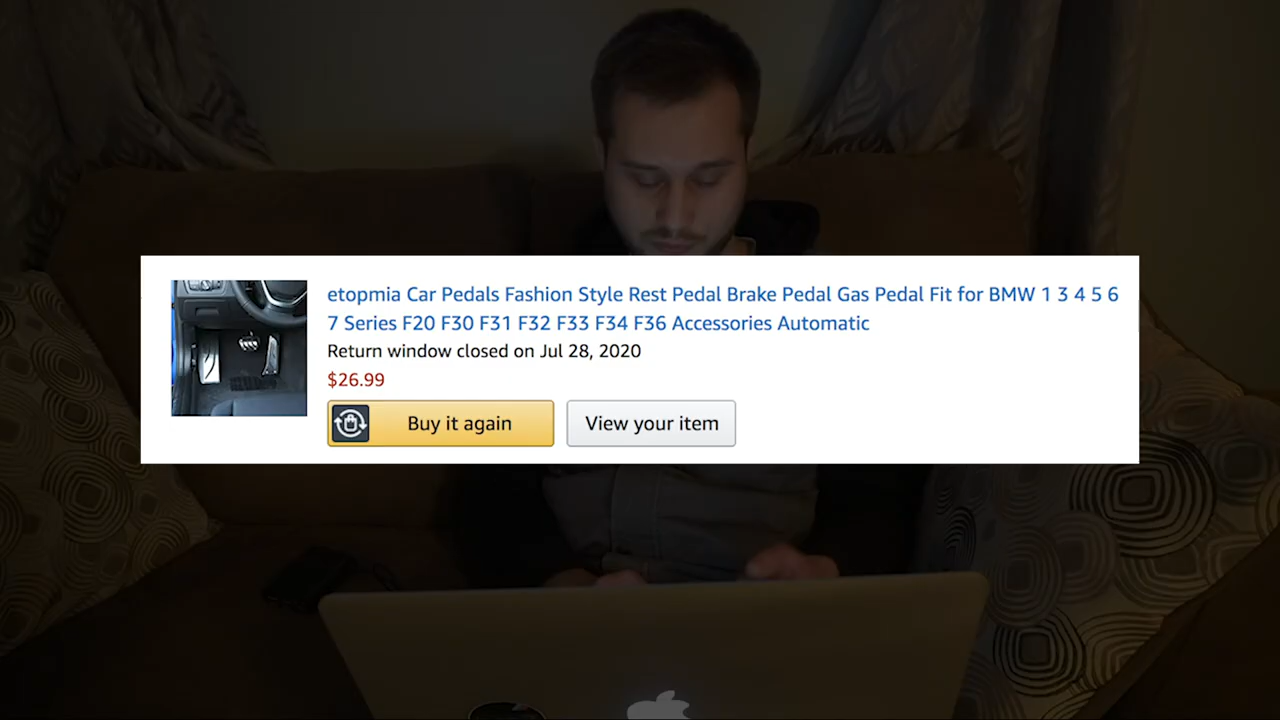 etopmia Car Pedals Fashion Style Rest Pedal Brake Pedal Gas Pedal Fit for BMW 1 3 4 5 6
7 Series F20 F30 F31 F32 F33 F34 F36 Accessories Automatic
Return window closed on Jul 28, 2020
$26.99
Buy it again
View your item